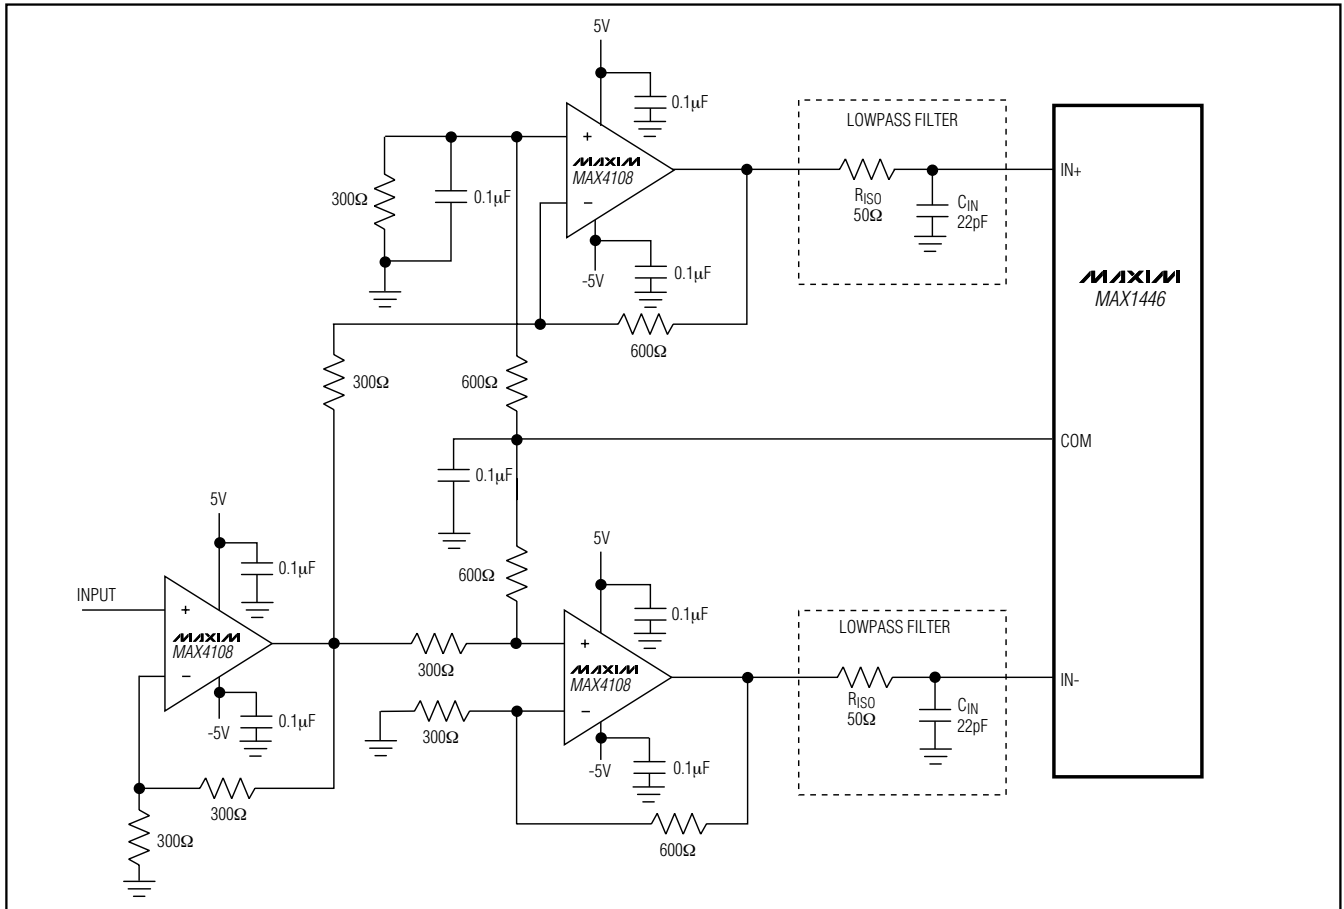 5V
0.1µF
LOWPASS FILTER
+
MAXIM
MAX4108
−
300Ω
0.1µF
-5V
0.1µF
RISO
50Ω
CIN
22pF
IN+
MAXIM
MAX1446
600Ω
300Ω
600Ω
COM
0.1µF
5V
0.1µF
INPUT
+
MAXIM
MAX4108
−
-5V
0.1µF
600Ω
5V
0.1µF
300Ω
+
MAXIM
MAX4108
−
300Ω
-5V
0.1µF
LOWPASS FILTER
RISO
50Ω
CIN
22pF
IN-
300Ω
300Ω
600Ω